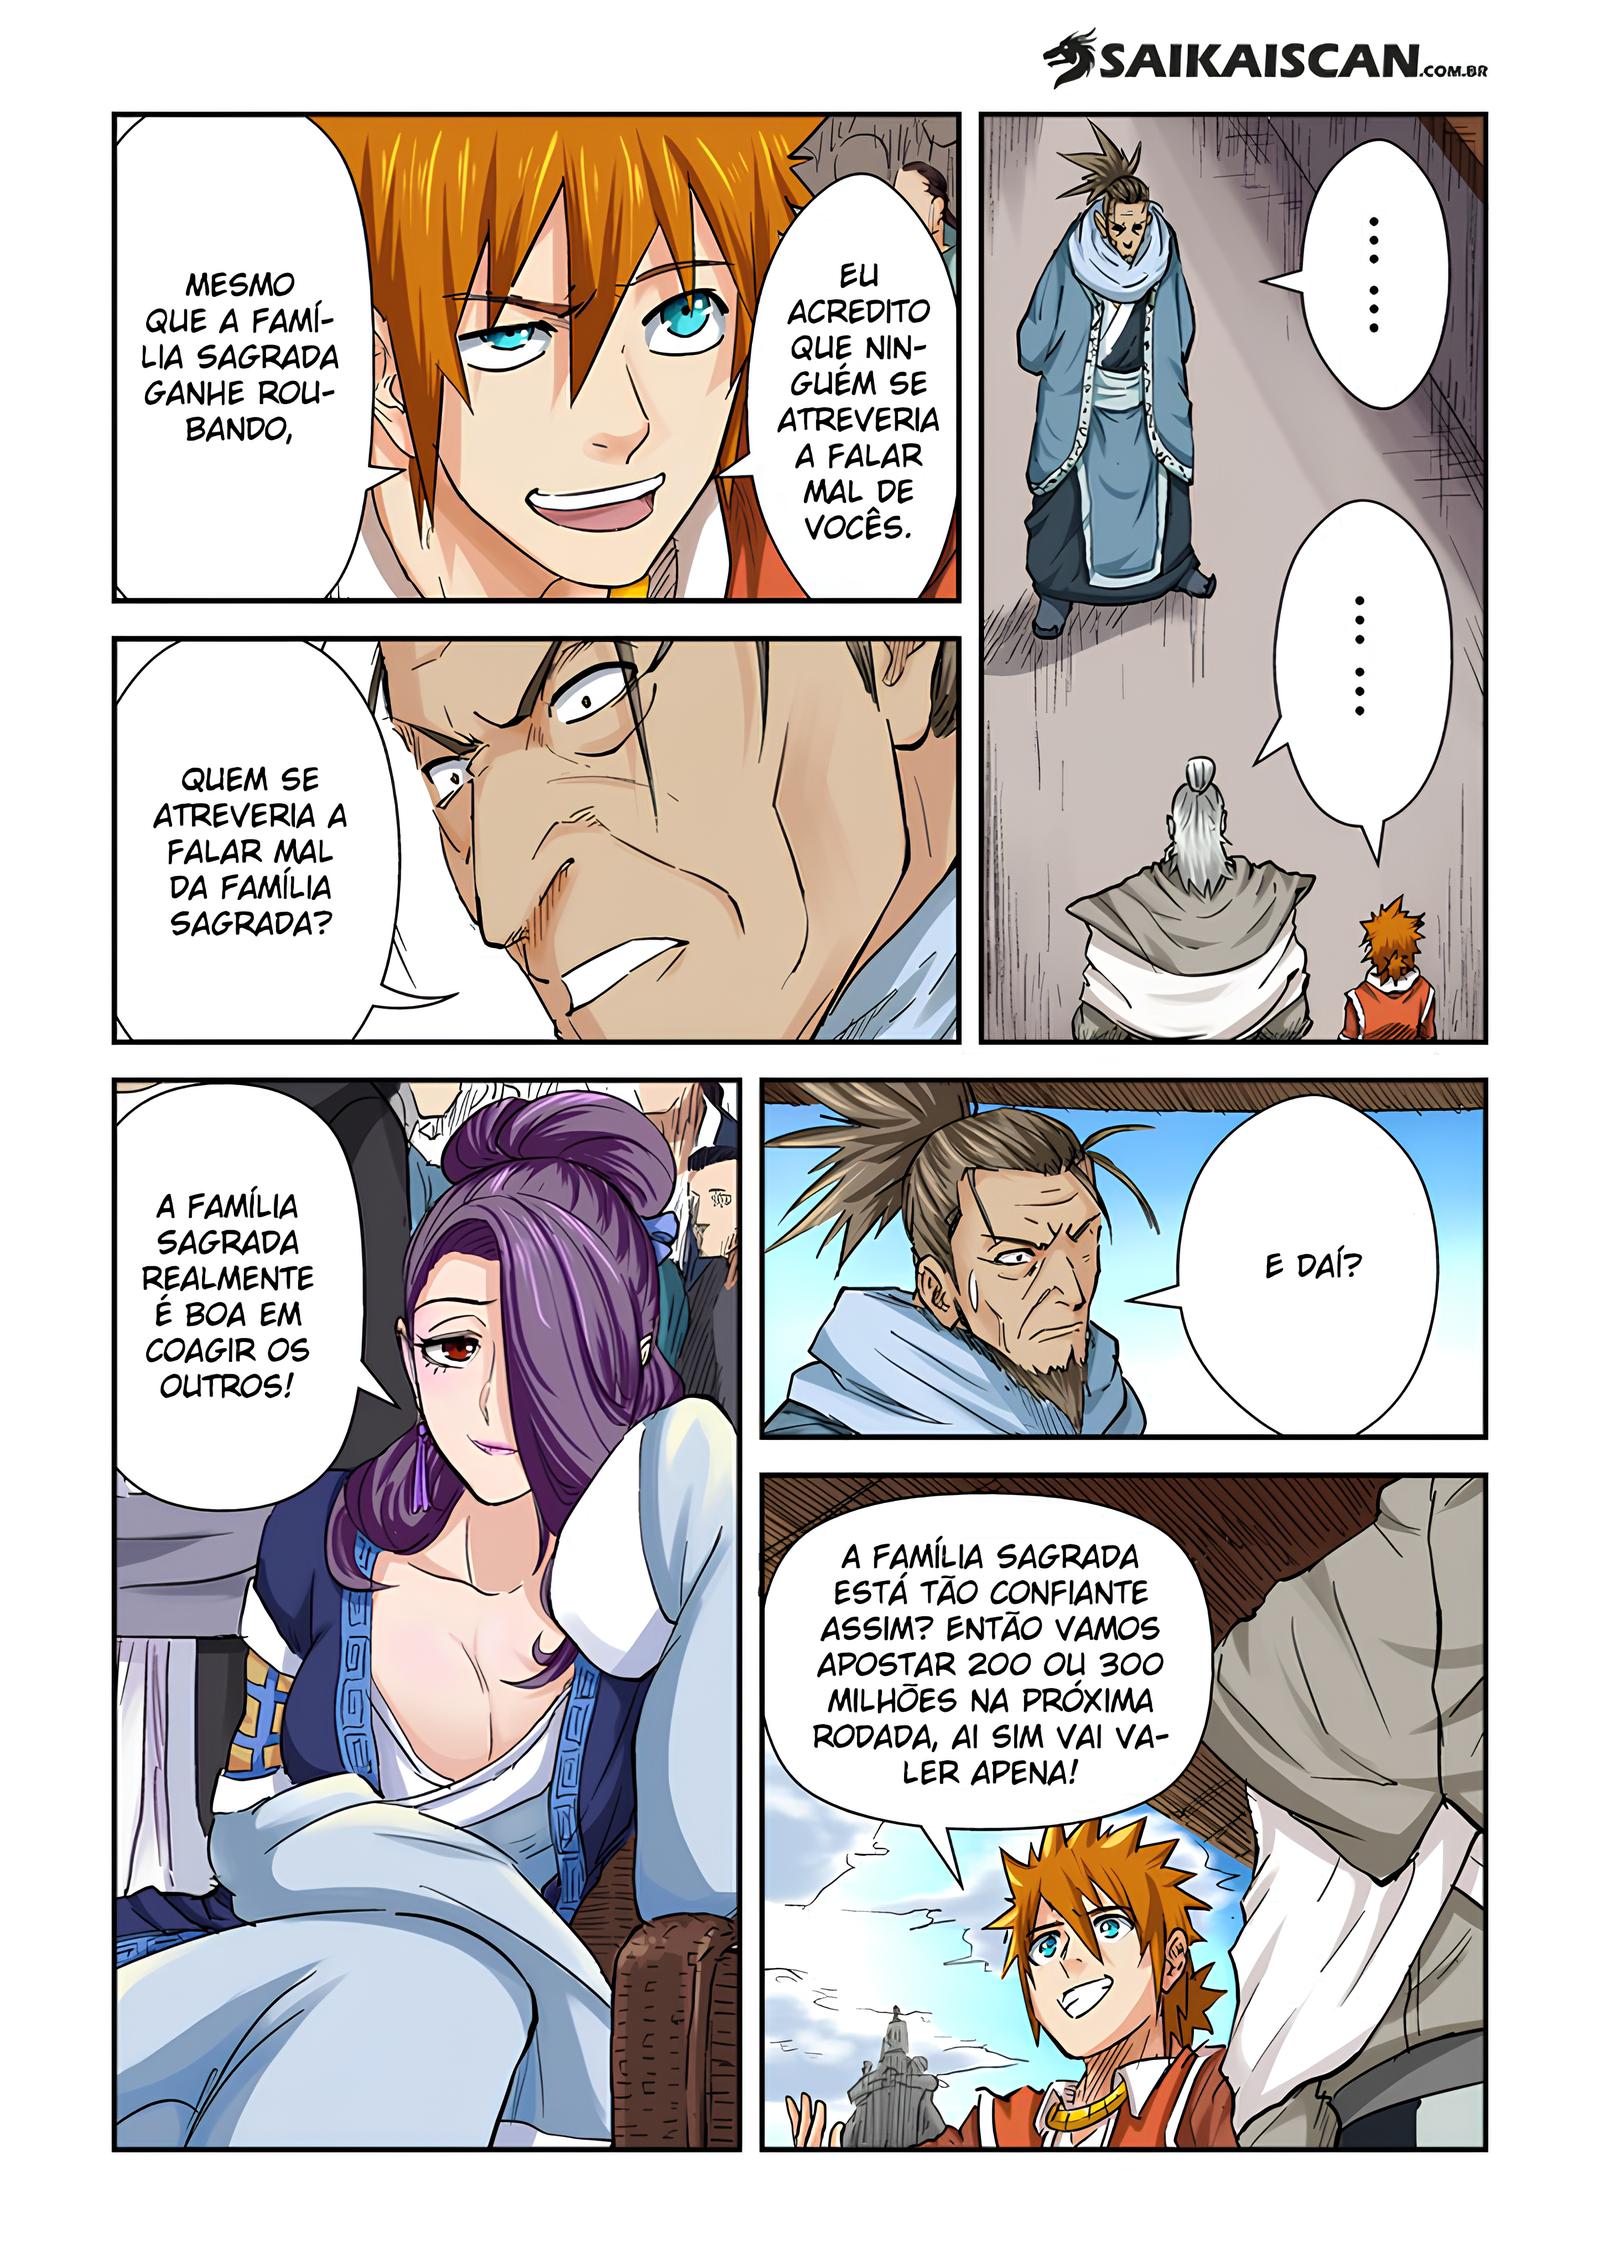 SAIKAISCAN.COM.BR
.....
.....
EU
ACREDITO
QUE NIN-
GUÉM SE
ATREVERIA
A FALAR
MAL DE
VOCÊS.
MESMO
QUE A FAMÍ-
LIA SAGRADA
GANHE ROU-
BANDO,
QUEM SE
ATREVERIA A
FALAR MAL
DA FAMÍLIA
SAGRADA?
E DAÍ?
A FAMÍLIA SAGRADA
ESTÁ TÃO CONFIANTE
ASSIM? ENTÃO VAMOS
APOSTAR 200 OU 300
MILHÕES NA PRÓXIMA
RODADA, AI SIM VAI VA-
LER APENA!
A FAMÍLIA
SAGRADA
REALMENTE
É BOA EM
COAGIR OS
OUTROS!